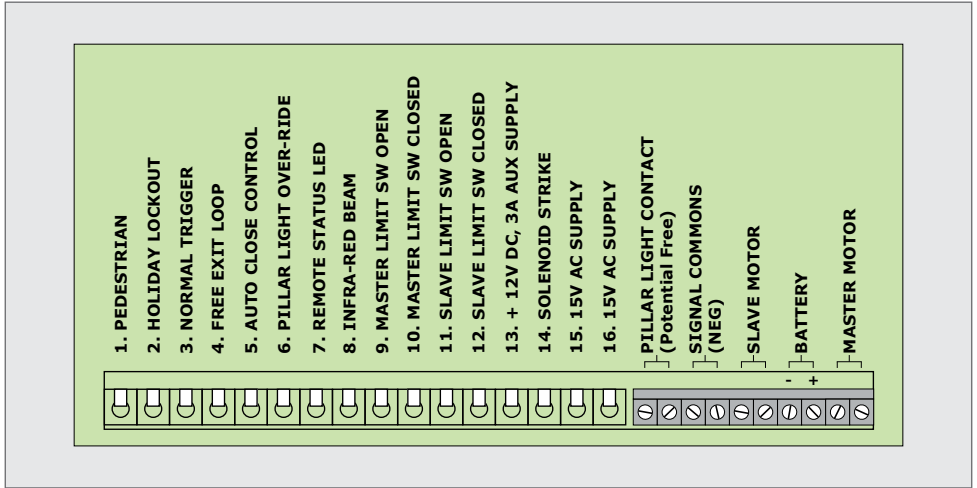 1. PEDESTRIAN
2. HOLIDAY LOCKOUT
3. NORMAL TRIGGER
4. FREE EXIT LOOP
5. AUTO CLOSE CONTROL
6. PILLAR LIGHT OVER-RIDE
7. REMOTE STATUS LED
8. INFRA-RED BEAM
9. MASTER LIMIT SW OPEN
10. MASTER LIMIT SW CLOSED
11. SLAVE LIMIT SW OPEN
12. SLAVE LIMIT SW CLOSED
13. + 12V DC, 3A AUX SUPPLY
14. SOLENOID STRIKE
15. 15V AC SUPPLY
16. 15V AC SUPPLY
PILLAR LIGHT CONTACT
(Potential Free)
SIGNAL COMMONS
(NEG)
SLAVE MOTOR
BATTERY
- +
MASTER MOTOR